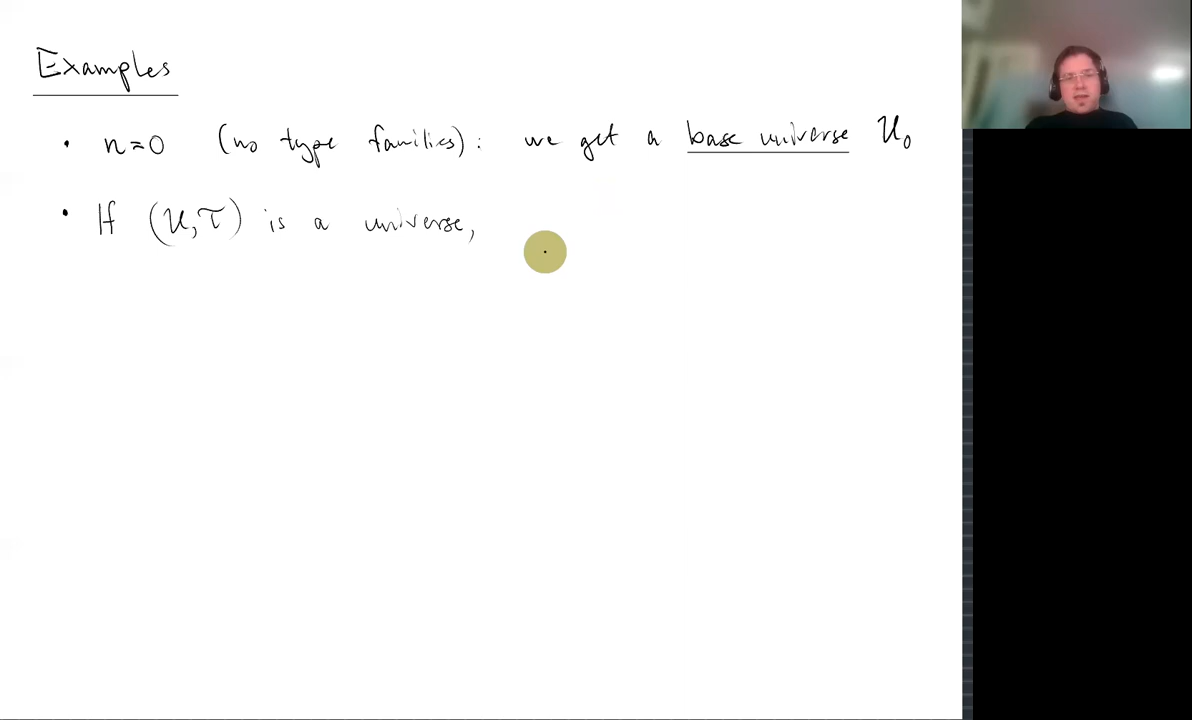 Examples
• n=0 (no type families): we get a base universe 𝒰₀
• If (𝒰,𝒯) is a universe,